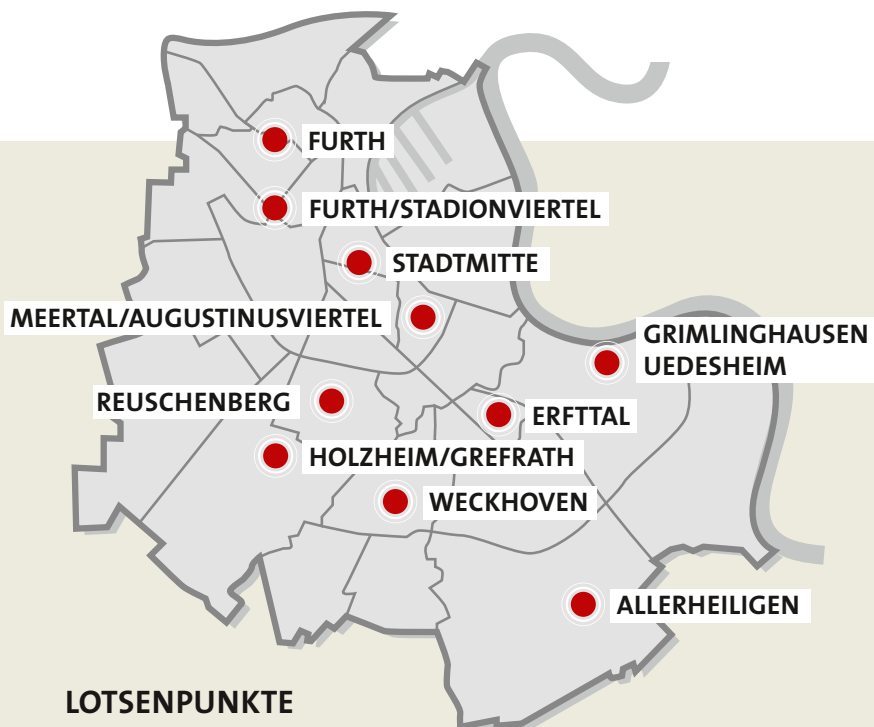 FURTH
FURTH/STADIONVIERTEL
STADTMITTE
MEERTAL/AUGUSTINUSVIERTEL
GRIMLINGHAUSEN
UEDESHEIM
REUSCHENBERG
ERFTTAL
HOLZHEIM/GREFRATH
WECKHOVEN
ALLERHEILIGEN
LOTSENPUNKTE